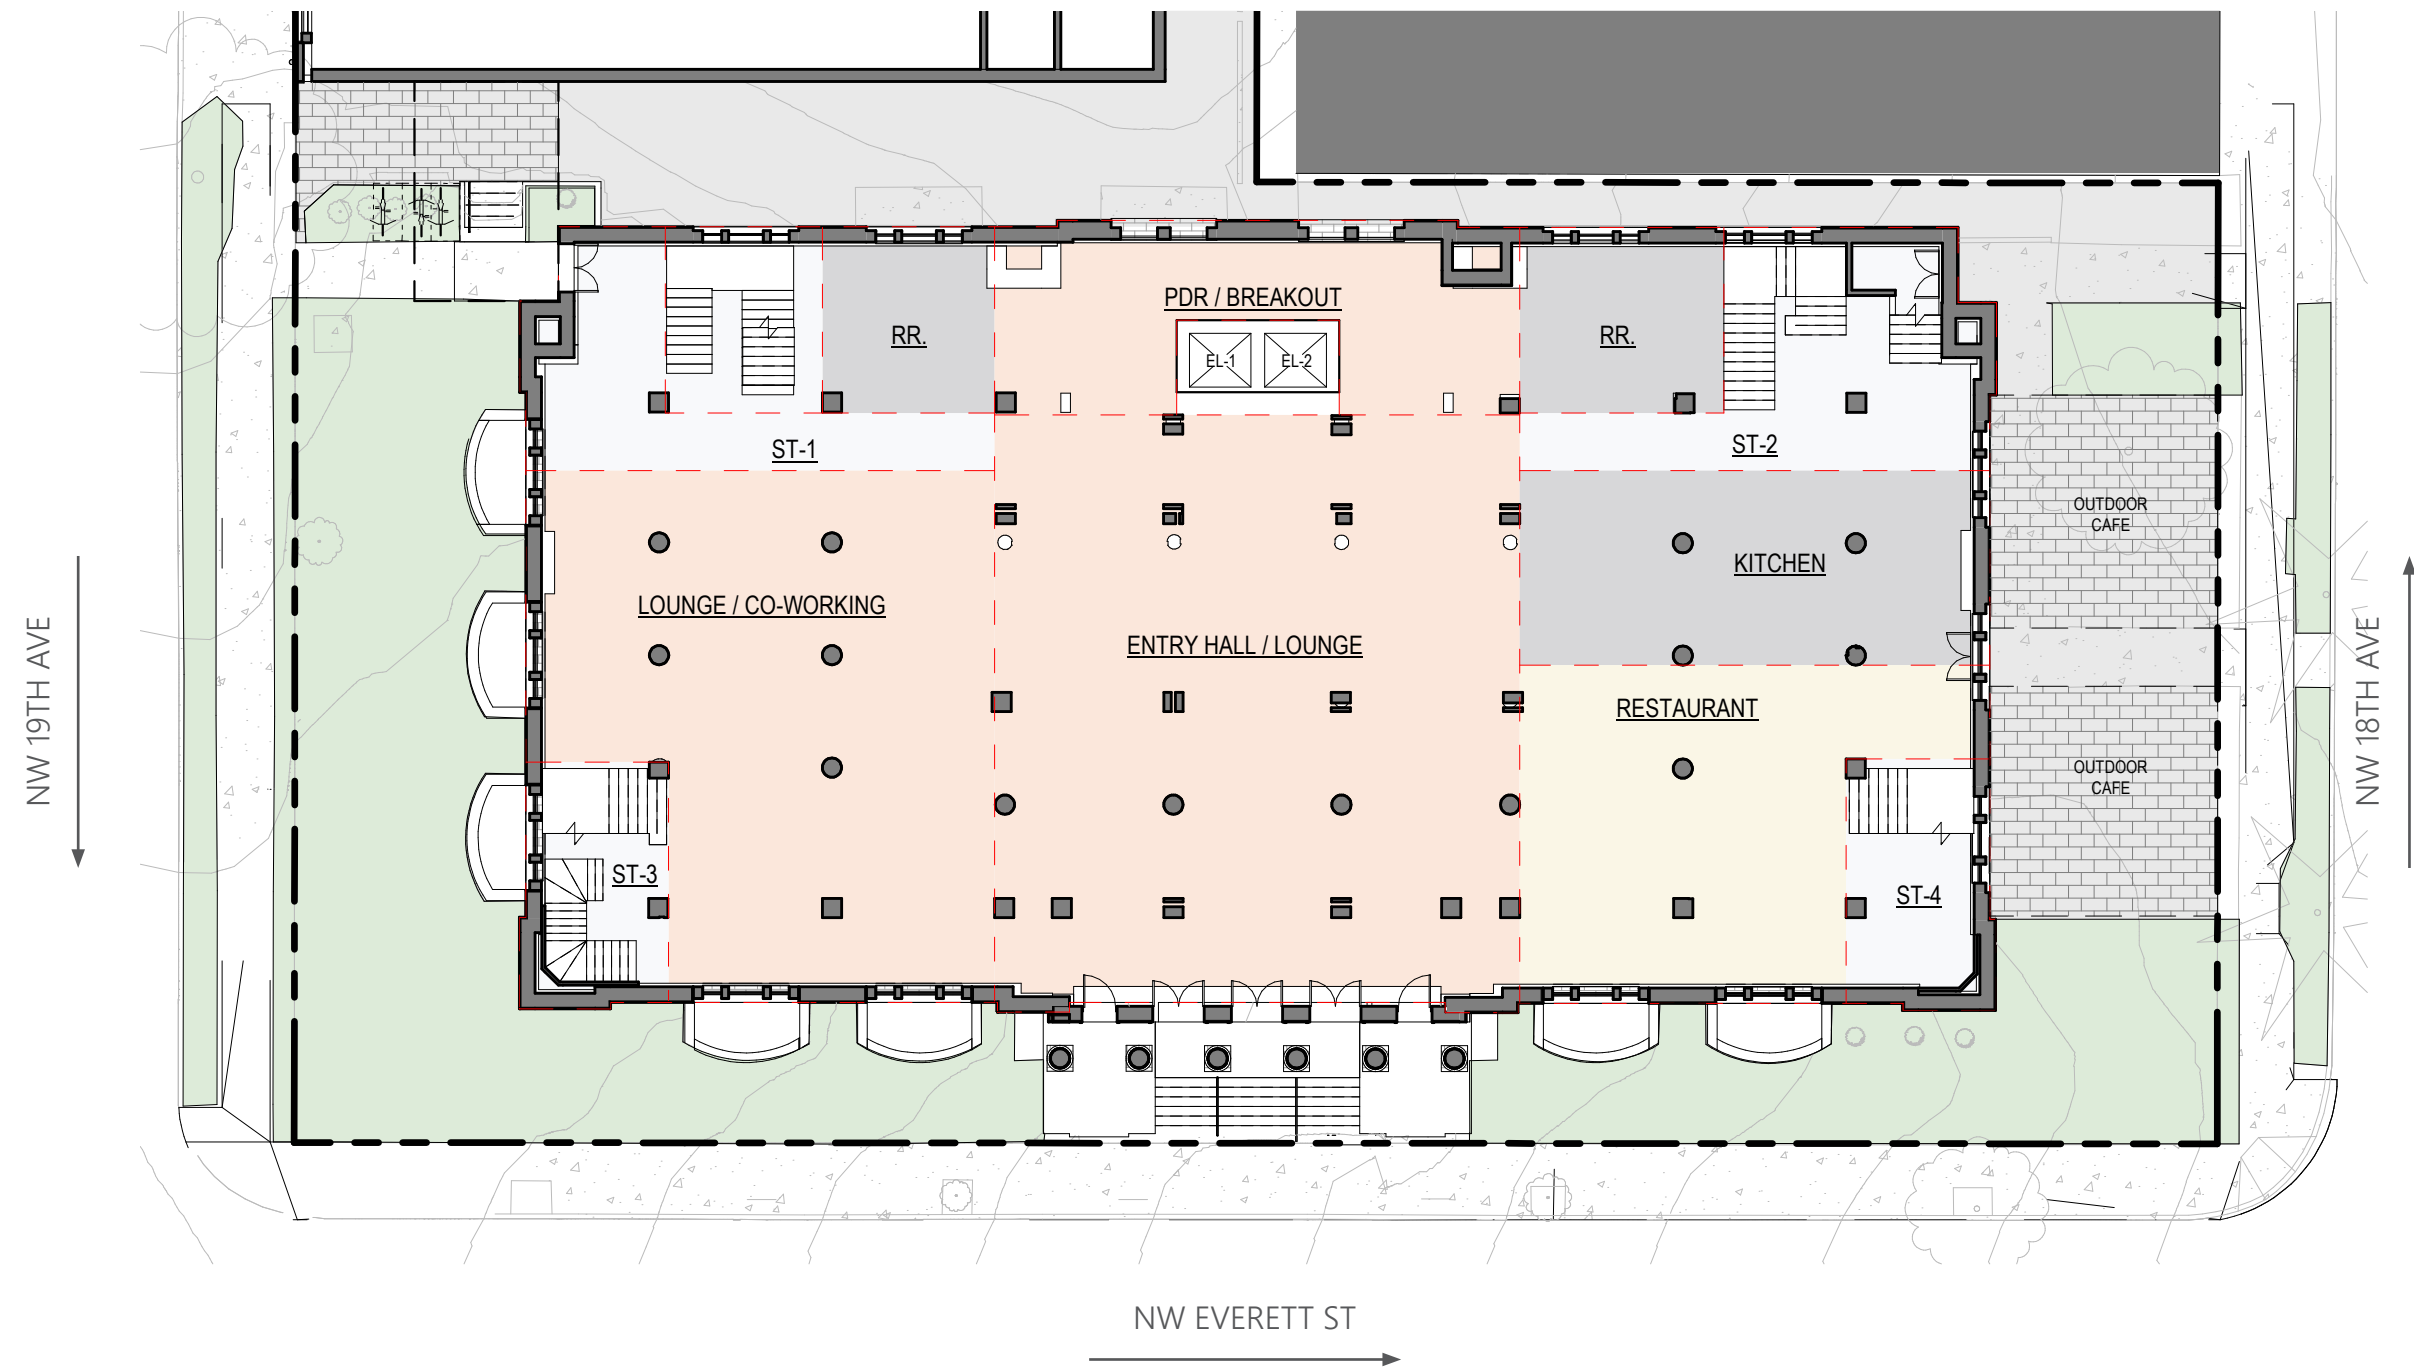 PDR / BREAKOUT
RR.
EL-1
EL-2
RR.
ST-1
ST-2
OUTDOOR
CAFE
KITCHEN
LOUNGE / CO-WORKING
ENTRY HALL / LOUNGE
RESTAURANT
NW 19TH AVE
NW 18TH AVE
OUTDOOR
CAFE
ST-3
ST-4
NW EVERETT ST